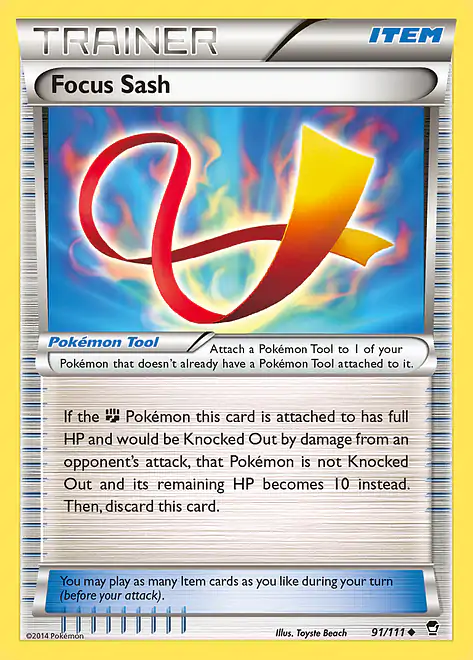 TRAINER
ITEM
Focus Sash
Pokémon Tool
Attach a Pokémon Tool to 1 of your
Pokémon that doesn't already have a Pokémon Tool attached to it.
If the Pokémon this card is attached to has full
HP and would be Knocked Out by damage from an
opponent's attack, that Pokémon is not Knocked
Out and its remaining HP becomes 10 instead.
Then, discard this card.
You may play as many Item cards as you like during your turn
(before your attack).
©2014 Pokémon
Illus. Toyste Beach
91/111